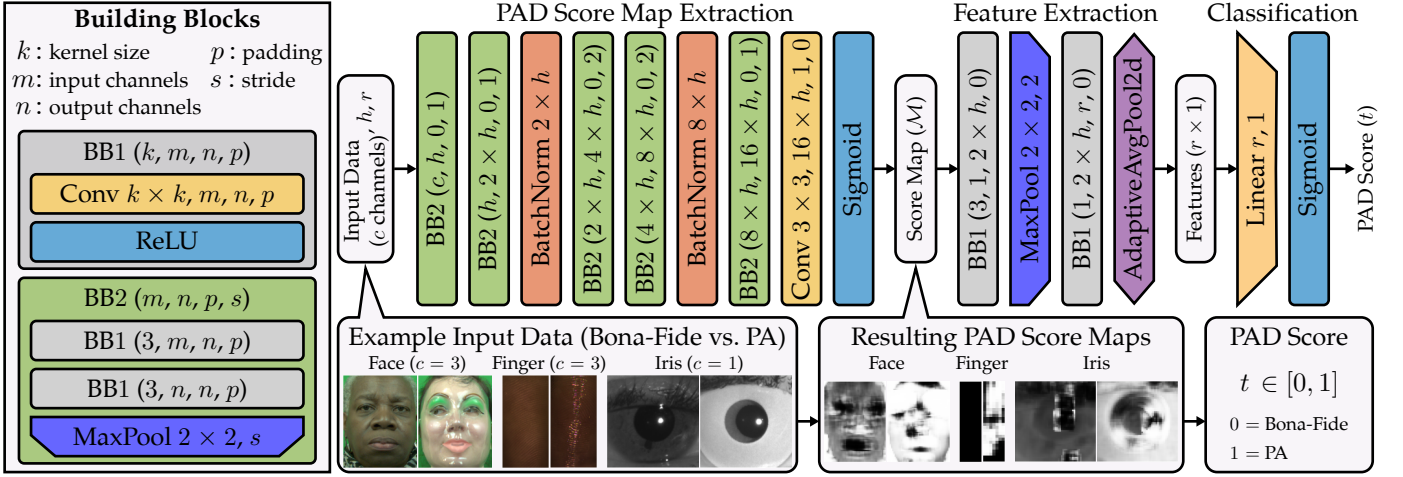 Building Blocks
k : kernel size
p : padding
m: input channels
s : stride
n: output channels
BB1 (k, m, n, p)
Conv k × k, m, n, p
ReLU
BB2 (m, n, p, s)
BB1 (3, m, n, p)
BB1 (3, n, n, p)
MaxPool 2 × 2, s
PAD Score Map Extraction
Feature Extraction
Classification
Input Data
(c channels), h, r
BB2 (c, h, 0, 1)
BB2 (h, 2 × h, 0, 1)
BatchNorm 2 × h
BB2 (2 × h, 4 × h, 0, 2)
BB2 (4 × h, 8 × h, 0, 2)
BatchNorm 8 × h
BB2 (8 × h, 16 × h, 0, 1)
Conv 3 × 3, 16 × h, 1, 0
Sigmoid
Score Map (ℳ)
BB1 (3, 1, 2 × h, 0)
MaxPool 2 × 2, 2
BB1 (1, 2 × h, r, 0)
AdaptiveAvgPool2d
Features (r × 1)
Linear r, 1
Sigmoid
PAD Score (t)
Example Input Data (Bona-Fide vs. PA)
Face (c = 3)
Finger (c = 3)
Iris (c = 1)
Resulting PAD Score Maps
Face
Finger
Iris
PAD Score
t ∈ [0, 1]
0 = Bona-Fide
1 = PA